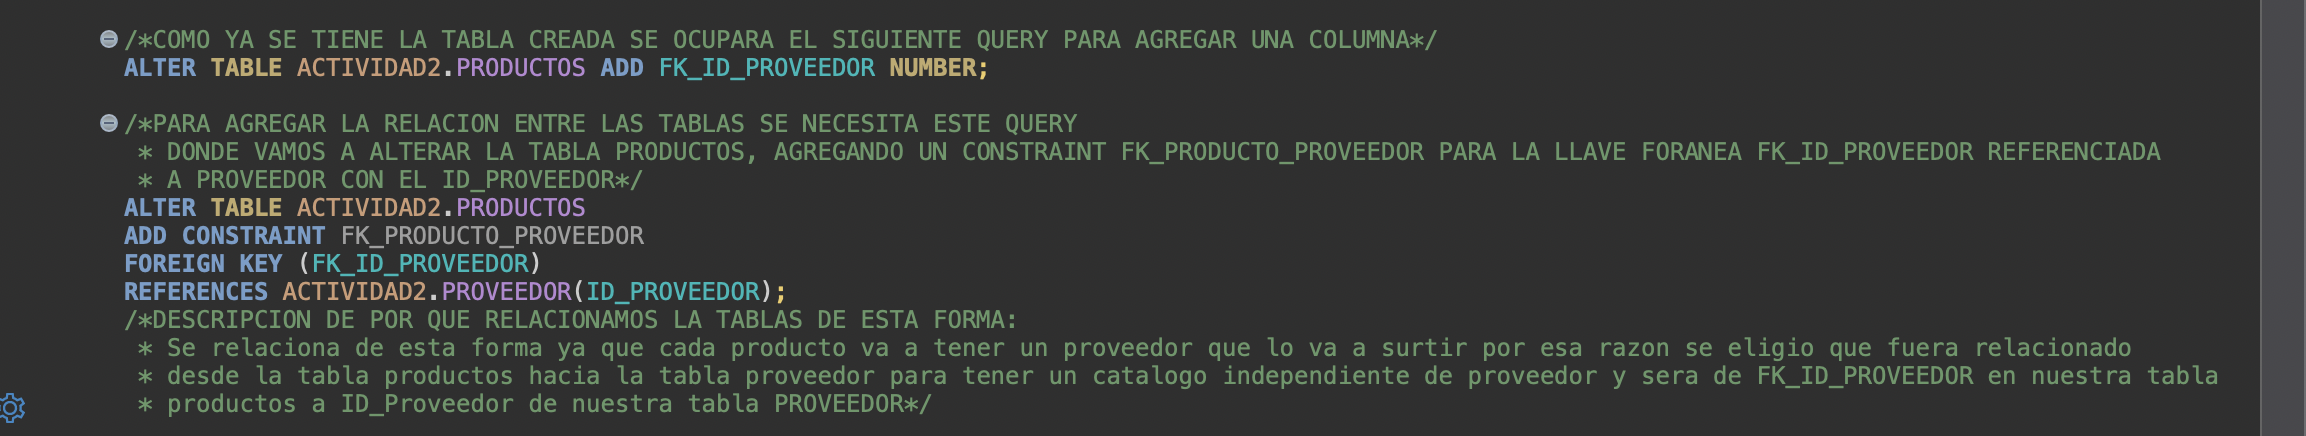 /*COMO YA SE TIENE LA TABLA CREADA SE OCUPARA EL SIGUIENTE QUERY PARA AGREGAR UNA COLUMNA*/
ALTER TABLE ACTIVIDAD2.PRODUCTOS ADD FK_ID_PROVEEDOR NUMBER;
/*PARA AGREGAR LA RELACION ENTRE LAS TABLAS SE NECESITA ESTE QUERY
* DONDE VAMOS A ALTERAR LA TABLA PRODUCTOS, AGREGANDO UN CONSTRAINT FK_PRODUCTO_PROVEEDOR PARA LA LLAVE FORANEA FK_ID_PROVEEDOR REFERENCIADA
* A PROVEEDOR CON EL ID_PROVEEDOR*/
ALTER TABLE ACTIVIDAD2.PRODUCTOS
ADD CONSTRAINT FK_PRODUCTO_PROVEEDOR
FOREIGN KEY (FK_ID_PROVEEDOR)
REFERENCES ACTIVIDAD2.PROVEEDOR(ID_PROVEEDOR);
/*DESCRIPCION DE POR QUE RELACIONAMOS LA TABLAS DE ESTA FORMA:
* Se relaciona de esta forma ya que cada producto va a tener un proveedor que lo va a surtir por esa razon se eligio que fuera relacionado
* desde la tabla productos hacia la tabla proveedor para tener un catalogo independiente de proveedor y sera de FK_ID_PROVEEDOR en nuestra tabla
* productos a ID_Proveedor de nuestra tabla PROVEEDOR*/